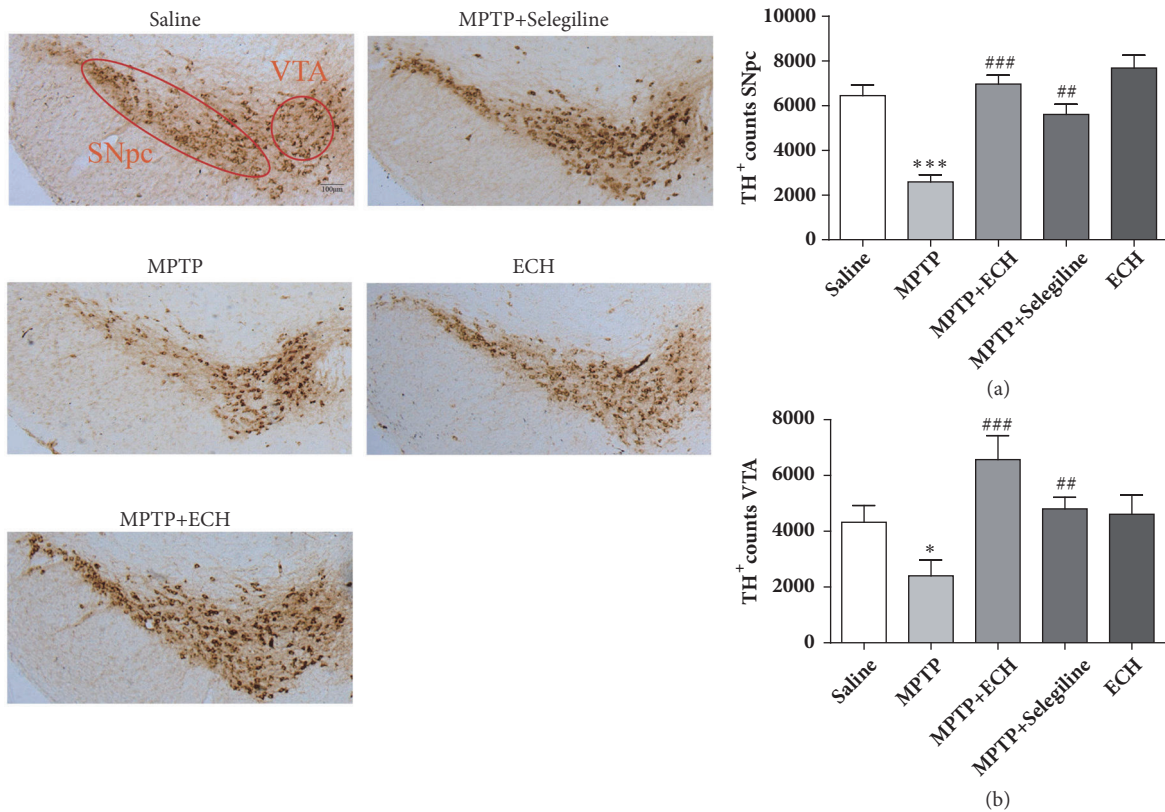 Saline
VTA
SNpc
100μm
MPTP+Selegiline
MPTP
ECH
MPTP+ECH
TH+ counts SNpc
8000
6000
4000
2000
0
***
###
##
Saline
MPTP
MPTP+ECH
MPTP+Selegiline
ECH
(a)
TH+ counts VTA
8000
6000
4000
2000
0
*
###
##
Saline
MPTP
MPTP+ECH
MPTP+Selegiline
ECH
(b)